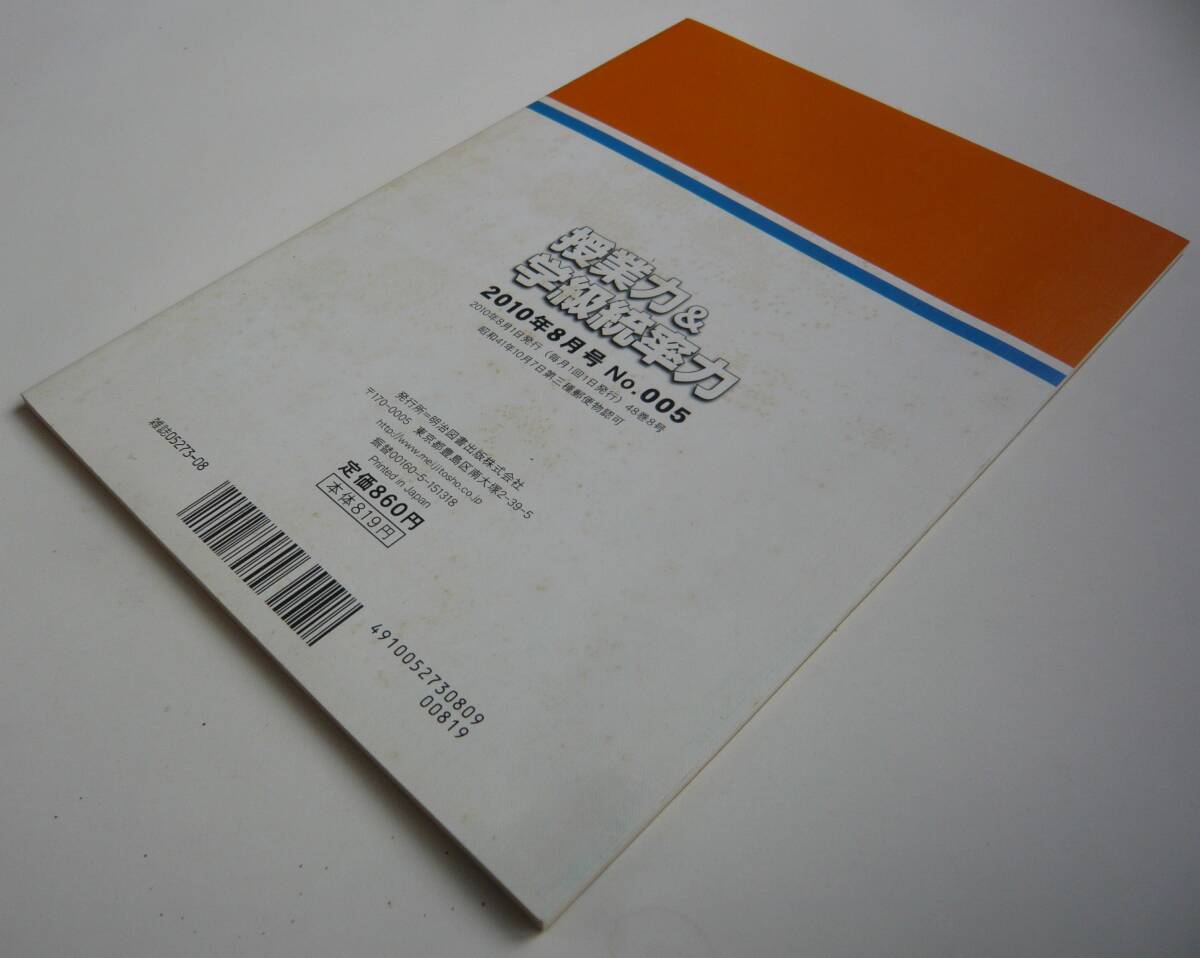 授業力&
学級統率力
2010年8月号 No.005
2010年8月1日発行(毎月1回1日発行) 48巻8号
昭和41年10月7日第三種郵便物認可
発行所=明治図書出版株式会社
〒170-0005 東京都豊島区南大塚2-39-5
http://www.meijitosho.co.jp
振替00160-5-151318
Printed in Japan
定価860円
本体819円
雑誌05273-08
4910052730809
00819